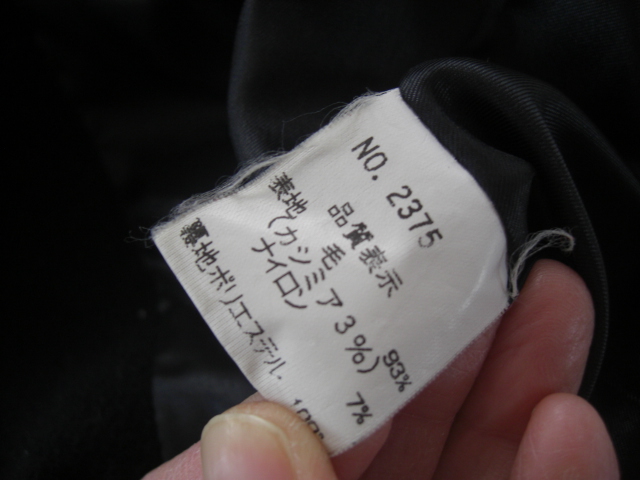 NO. 2375
品質表示
表地 毛 93%
(カシミア 3%)
ナイロン 7%
裏地ポリエステル. 100%